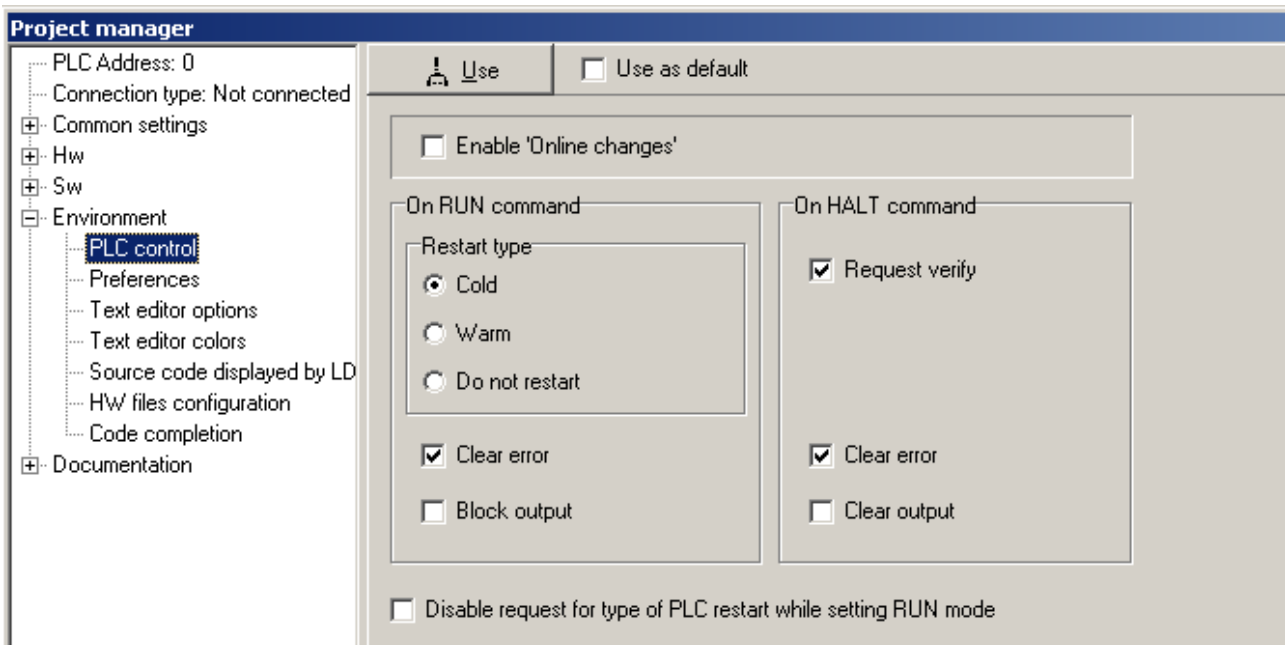 Project manager
PLC Address: 0
Connection type: Not connected
Common settings
Hw
Sw
Environment
PLC control
Preferences
Text editor options
Text editor colors
Source code displayed by LD
HW files configuration
Code completion
Documentation
Use
Use as default
Enable 'Online changes'
On RUN command
Restart type
Cold
Warm
Do not restart
Clear error
Block output
On HALT command
Request verify
Clear error
Clear output
Disable request for type of PLC restart while setting RUN mode